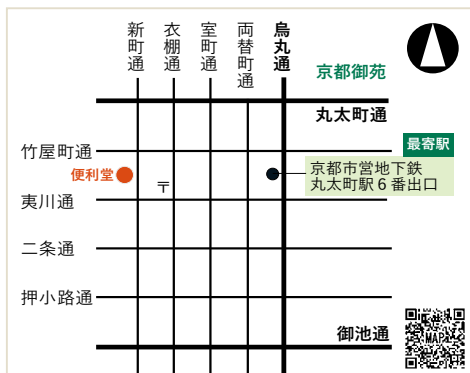 新町通
衣棚通
室町通
両替町通
烏丸通
京都御苑
丸太町通
竹屋町通
最寄駅
便利堂
〒
京都市営地下鉄
丸太町駅6番出口
夷川通
二条通
押小路通
御池通
MAP